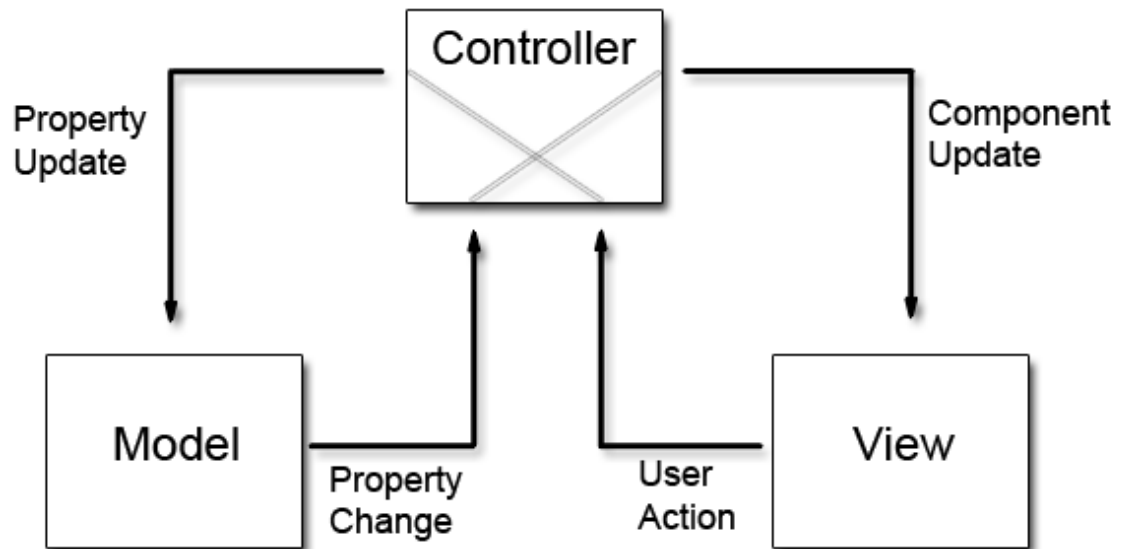 Controller
Property
Update
Component
Update
Model
View
Property
Change
User
Action